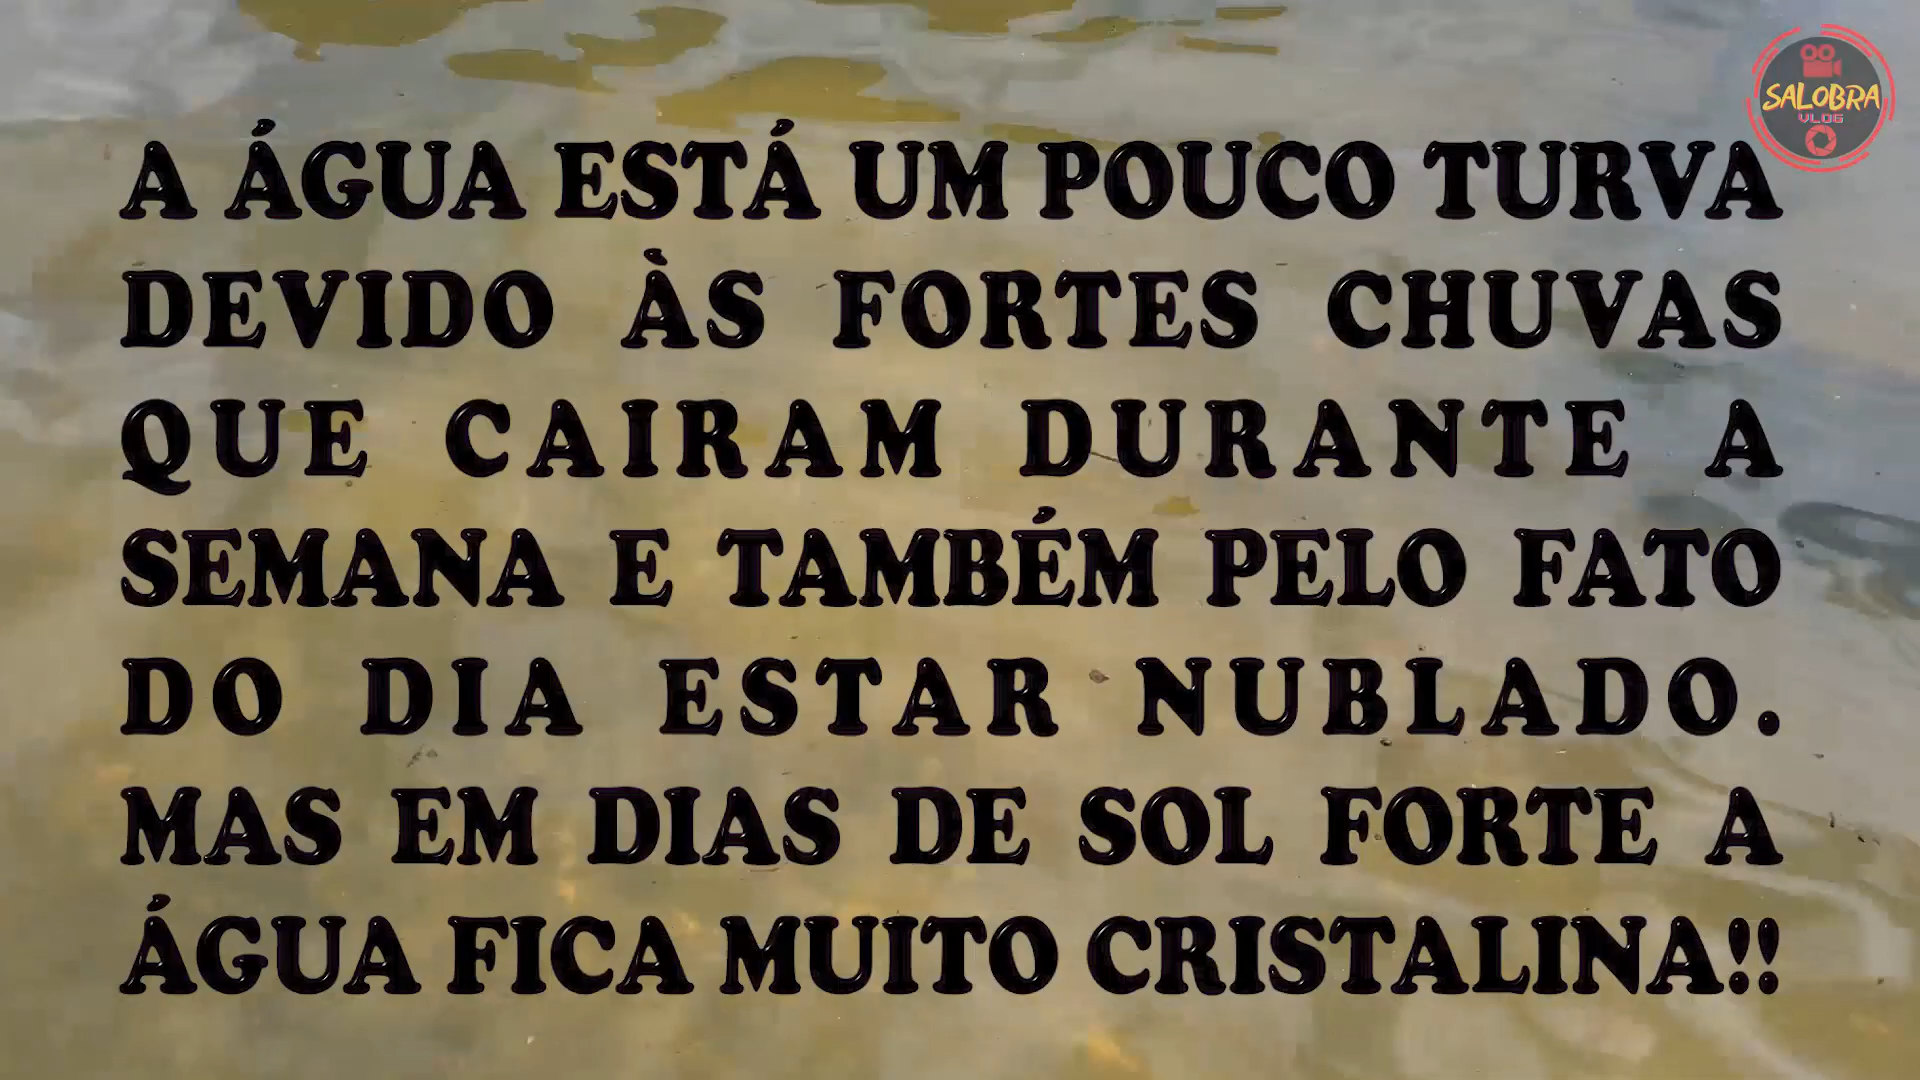 SALOBRA
VLOG
A ÁGUA ESTÁ UM POUCO TURVA
DEVIDO ÀS FORTES CHUVAS
QUE CAIRAM DURANTE A
SEMANA E TAMBÉM PELO FATO
DO DIA ESTAR NUBLADO.
MAS EM DIAS DE SOL FORTE A
ÁGUA FICA MUITO CRISTALINA!!